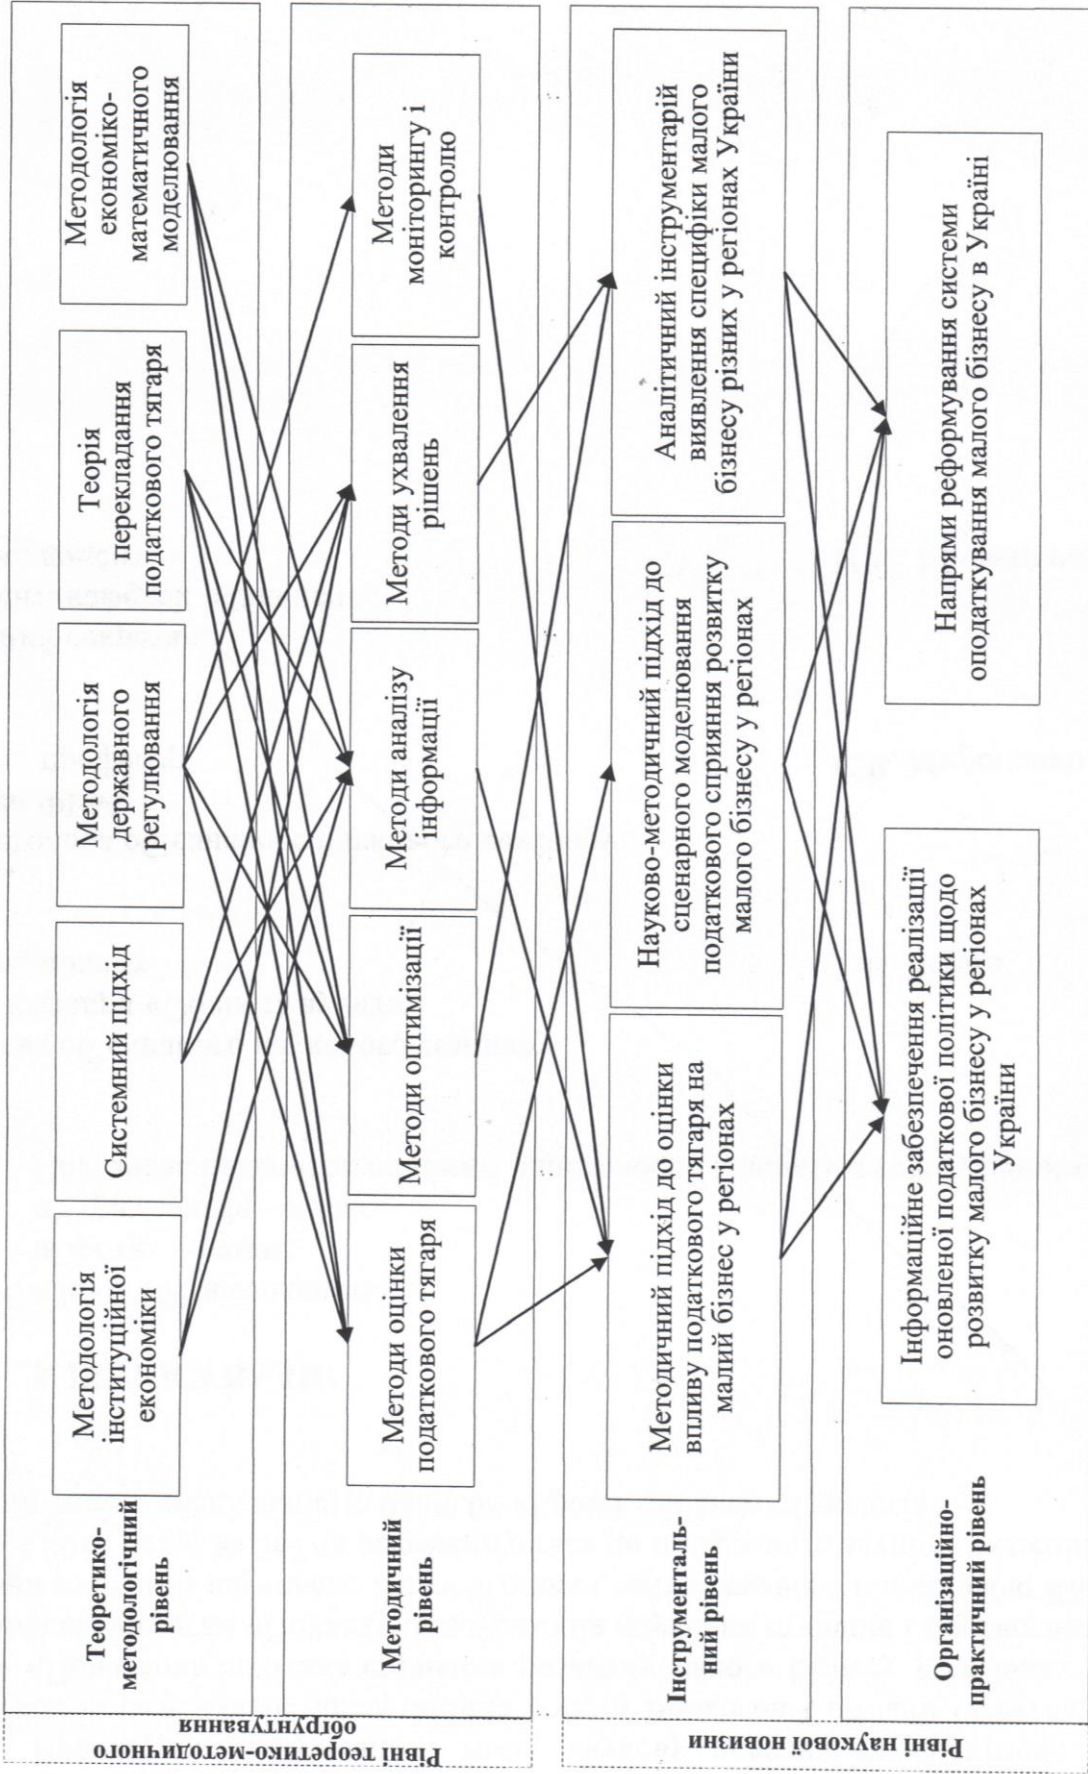 Рівні теоретико-методичного
обґрунтування
Теоретико-
методологічний
рівень
Методологія
інституційної
економіки
Системний підхід
Методологія
державного
регулювання
Теорія
перекладання
податкового тягаря
Методологія
економіко-
математичного
моделювання
Методичний
рівень
Методи оцінки
податкового тягаря
Методи оптимізації
Методи аналізу
інформації
Методи ухвалення
рішень
Методи
моніторингу і
контролю
Рівні наукової новизни
Інструменталь-
ний рівень
Методичний підхід до оцінки
впливу податкового тягаря на
малий бізнес у регіонах
Науково-методичний підхід до
сценарного моделювання
податкового сприяння розвитку
малого бізнесу у регіонах
Аналітичний інструментарій
виявлення специфіки малого
бізнесу різних у регіонах України
Організаційно-
практичний рівень
Інформаційне забезпечення реалізації
оновленої податкової політики щодо
розвитку малого бізнесу у регіонах
України
Напрями реформування системи
оподаткування малого бізнесу в Україні